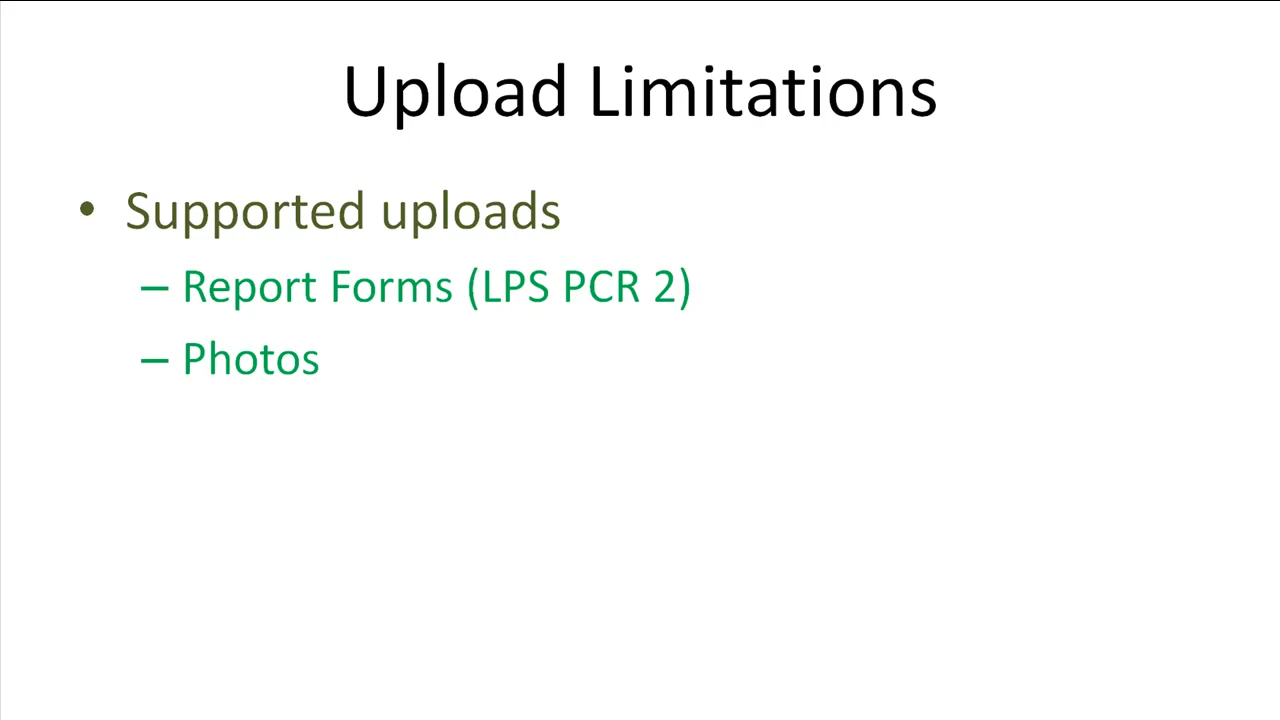 Upload Limitations
• Supported uploads
– Report Forms (LPS PCR 2)
– Photos